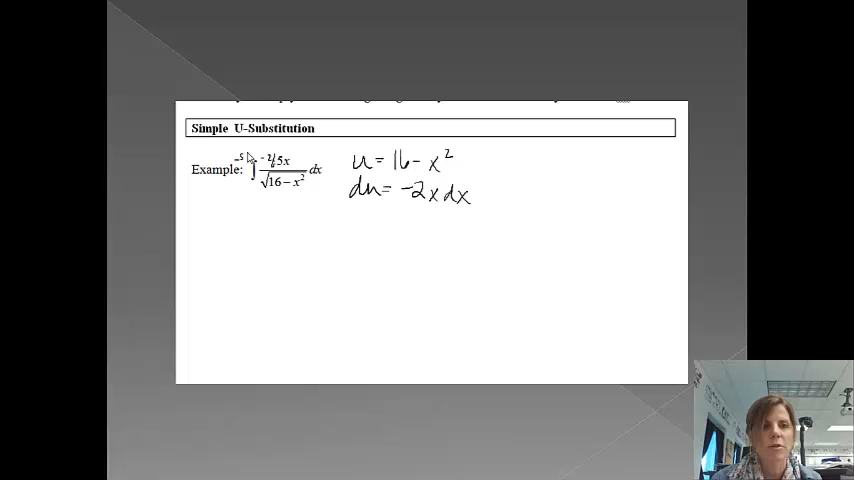 Simple U-Substitution
Example: ∫ 5x / √16 − x² dx
u = 16 - x²
du = -2x dx